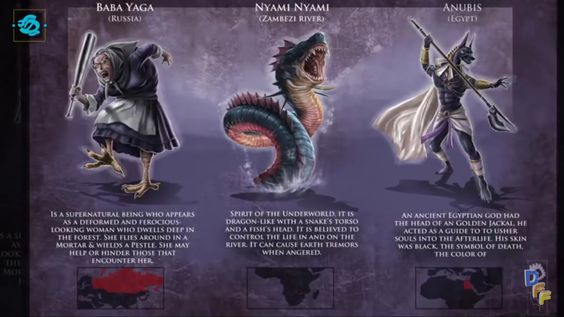 BABA YAGA
(RUSSIA)
IS A SUPERNATURAL BEING WHO APPEARS
AS A DEFORMED AND FEROCIOUS-
LOOKING WOMAN WHO DWELLS DEEP IN
THE FOREST. SHE FLIES AROUND IN A
MORTAR & WIELDS A PESTLE. SHE MAY
HELP OR HINDER THOSE THAT
ENCOUNTER HER.
NYAMI NYAMI
(ZAMBEZI RIVER)
SPIRIT OF THE UNDERWORLD, IT IS
DRAGON-LIKE WITH A SNAKE'S TORSO
AND A FISH'S HEAD. IT IS BELIEVED TO
CONTROL THE LIFE IN AND ON THE
RIVER. IT CAN CAUSE EARTH TREMORS
WHEN ANGERED.
ANUBIS
(EGYPT)
AN ANCIENT EGYPTIAN GOD HAD
THE HEAD OF AN GOLDEN JACKAL, HE
ACTED AS A GUIDE TO TO USHER
SOULS INTO THE AFTERLIFE. HIS SKIN
WAS BLACK, THE SYMBOL OF DEATH,
THE COLOR OF
DFF